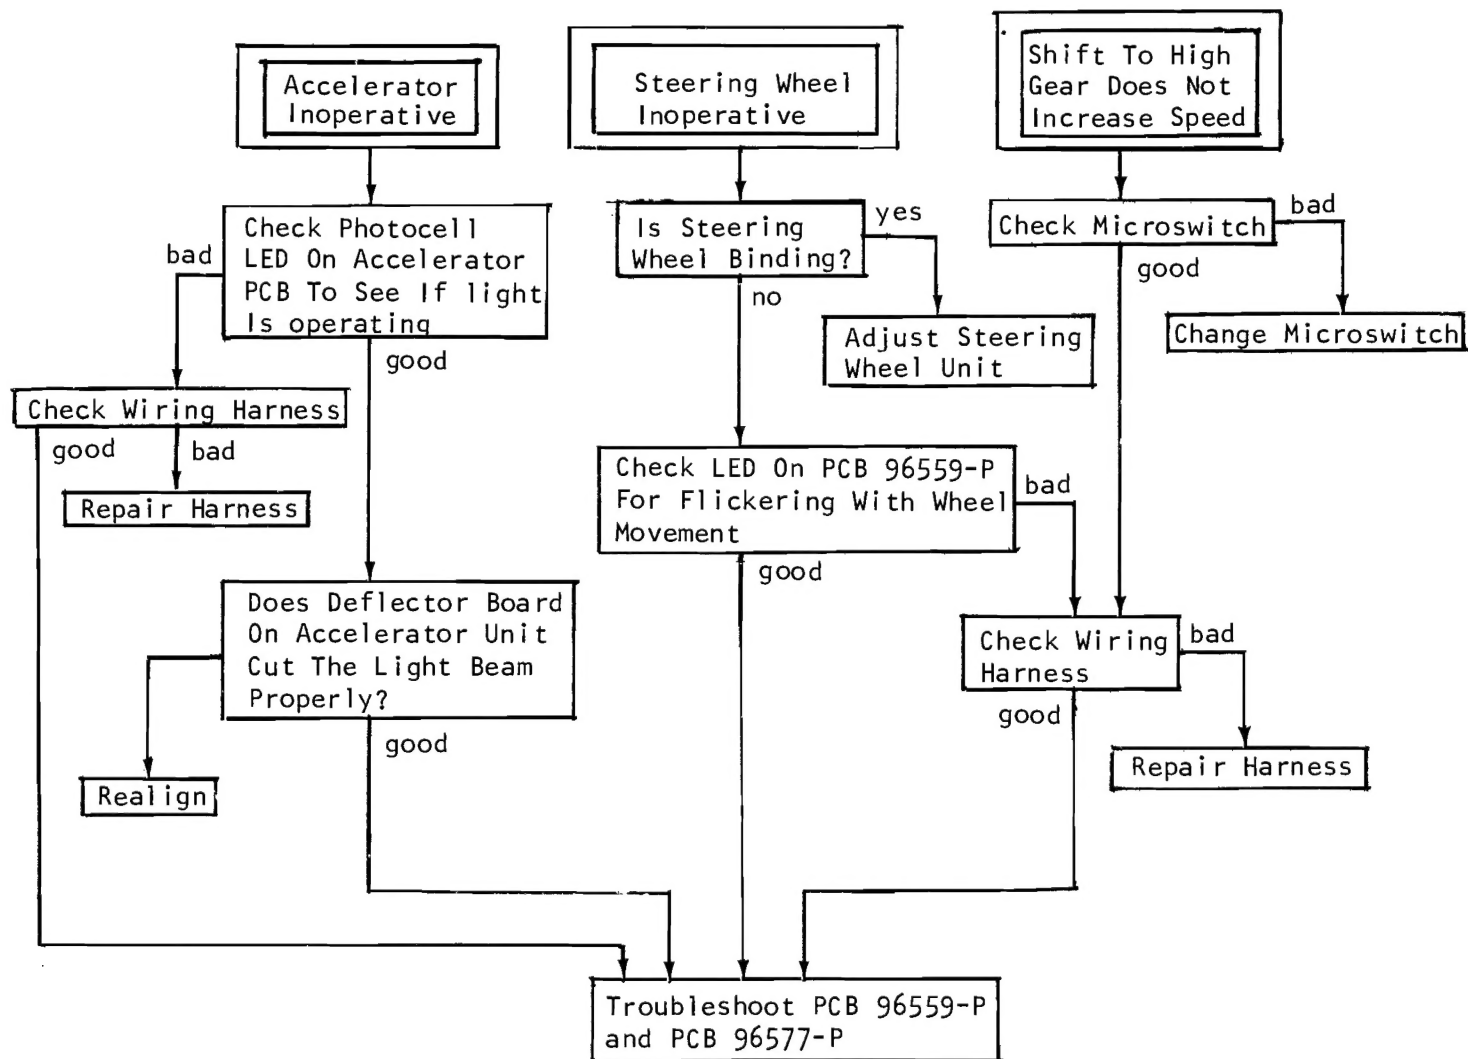 Accelerator
Inoperative
Steering Wheel
Inoperative
Shift To High
Gear Does Not
Increase Speed
Check Photocell
LED On Accelerator
PCB To See If light
Is operating
bad
good
Is Steering
Wheel Binding?
yes
no
Check Microswitch
bad
good
Adjust Steering
Wheel Unit
Change Microswitch
Check Wiring Harness
good
bad
Repair Harness
Check LED On PCB 96559-P
For Flickering With Wheel
Movement
bad
good
Does Deflector Board
On Accelerator Unit
Cut The Light Beam
Properly?
good
Realign
Check Wiring
Harness
bad
good
Repair Harness
Troubleshoot PCB 96559-P
and PCB 96577-P